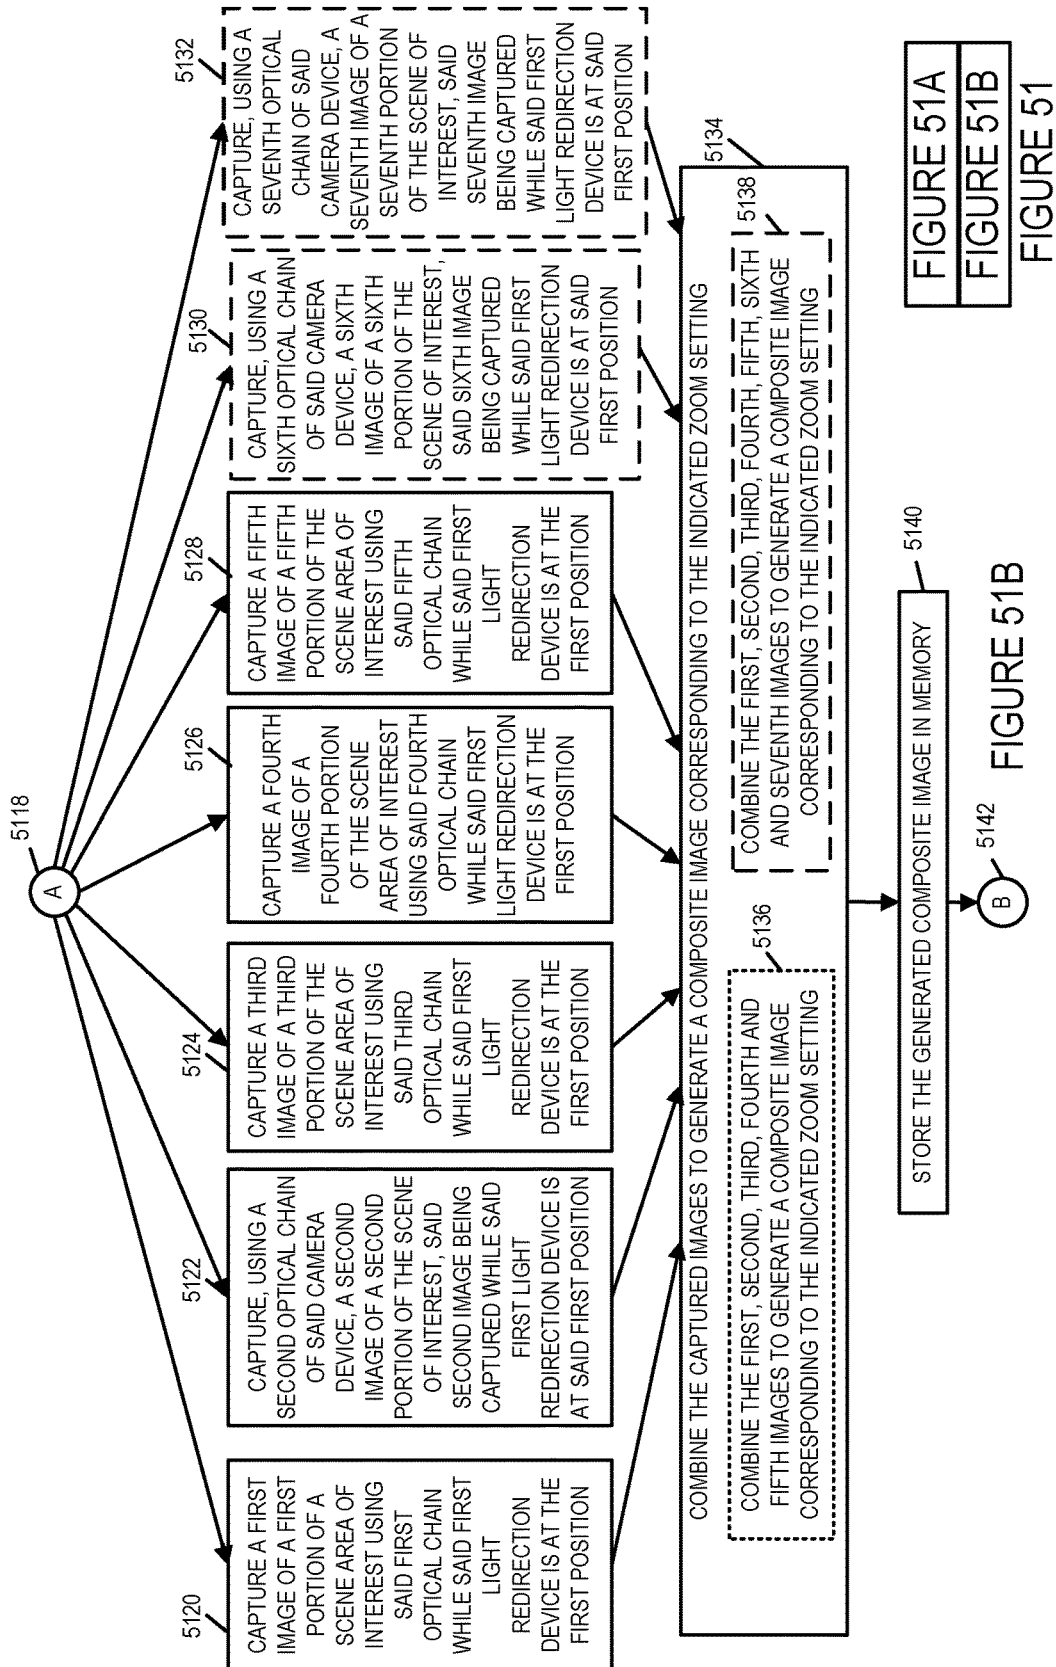 5118
A
5120
CAPTURE A FIRST
IMAGE OF A FIRST
PORTION OF A
SCENE AREA OF
INTEREST USING
SAID FIRST
OPTICAL CHAIN
WHILE SAID FIRST
LIGHT
REDIRECTION
DEVICE IS AT THE
FIRST POSITION
5122
CAPTURE, USING A
SECOND OPTICAL CHAIN
OF SAID CAMERA
DEVICE, A SECOND
IMAGE OF A SECOND
PORTION OF THE SCENE
OF INTEREST, SAID
SECOND IMAGE BEING
CAPTURED WHILE SAID
FIRST LIGHT
REDIRECTION DEVICE IS
AT SAID FIRST POSITION
5124
CAPTURE A THIRD
IMAGE OF A THIRD
PORTION OF THE
SCENE AREA OF
INTEREST USING
SAID THIRD
OPTICAL CHAIN
WHILE SAID FIRST
LIGHT
REDIRECTION
DEVICE IS AT THE
FIRST POSITION
5126
CAPTURE A FOURTH
IMAGE OF A
FOURTH PORTION
OF THE SCENE
AREA OF INTEREST
USING SAID FOURTH
OPTICAL CHAIN
WHILE SAID FIRST
LIGHT REDIRECTION
DEVICE IS AT THE
FIRST POSITION
5128
CAPTURE A FIFTH
IMAGE OF A FIFTH
PORTION OF THE
SCENE AREA OF
INTEREST USING
SAID FIFTH
OPTICAL CHAIN
WHILE SAID FIRST
LIGHT
REDIRECTION
DEVICE IS AT THE
FIRST POSITION
5130
CAPTURE, USING A
SIXTH OPTICAL CHAIN
OF SAID CAMERA
DEVICE, A SIXTH
IMAGE OF A SIXTH
PORTION OF THE
SCENE OF INTEREST,
SAID SIXTH IMAGE
BEING CAPTURED
WHILE SAID FIRST
LIGHT REDIRECTION
DEVICE IS AT SAID
FIRST POSITION
5132
CAPTURE, USING A
SEVENTH OPTICAL
CHAIN OF SAID
CAMERA DEVICE, A
SEVENTH IMAGE OF A
SEVENTH PORTION
OF THE SCENE OF
INTEREST, SAID
SEVENTH IMAGE
BEING CAPTURED
WHILE SAID FIRST
LIGHT REDIRECTION
DEVICE IS AT SAID
FIRST POSITION
5134
COMBINE THE CAPTURED IMAGES TO GENERATE A COMPOSITE IMAGE CORRESPONDING TO THE INDICATED ZOOM SETTING
5136
COMBINE THE FIRST, SECOND, THIRD, FOURTH AND
FIFTH IMAGES TO GENERATE A COMPOSITE IMAGE
CORRESPONDING TO THE INDICATED ZOOM SETTING
5138
COMBINE THE FIRST, SECOND, THIRD, FOURTH, FIFTH, SIXTH
AND SEVENTH IMAGES TO GENERATE A COMPOSITE IMAGE
CORRESPONDING TO THE INDICATED ZOOM SETTING
5140
STORE THE GENERATED COMPOSITE IMAGE IN MEMORY
5142
B
FIGURE 51B
FIGURE 51A
FIGURE 51B
FIGURE 51